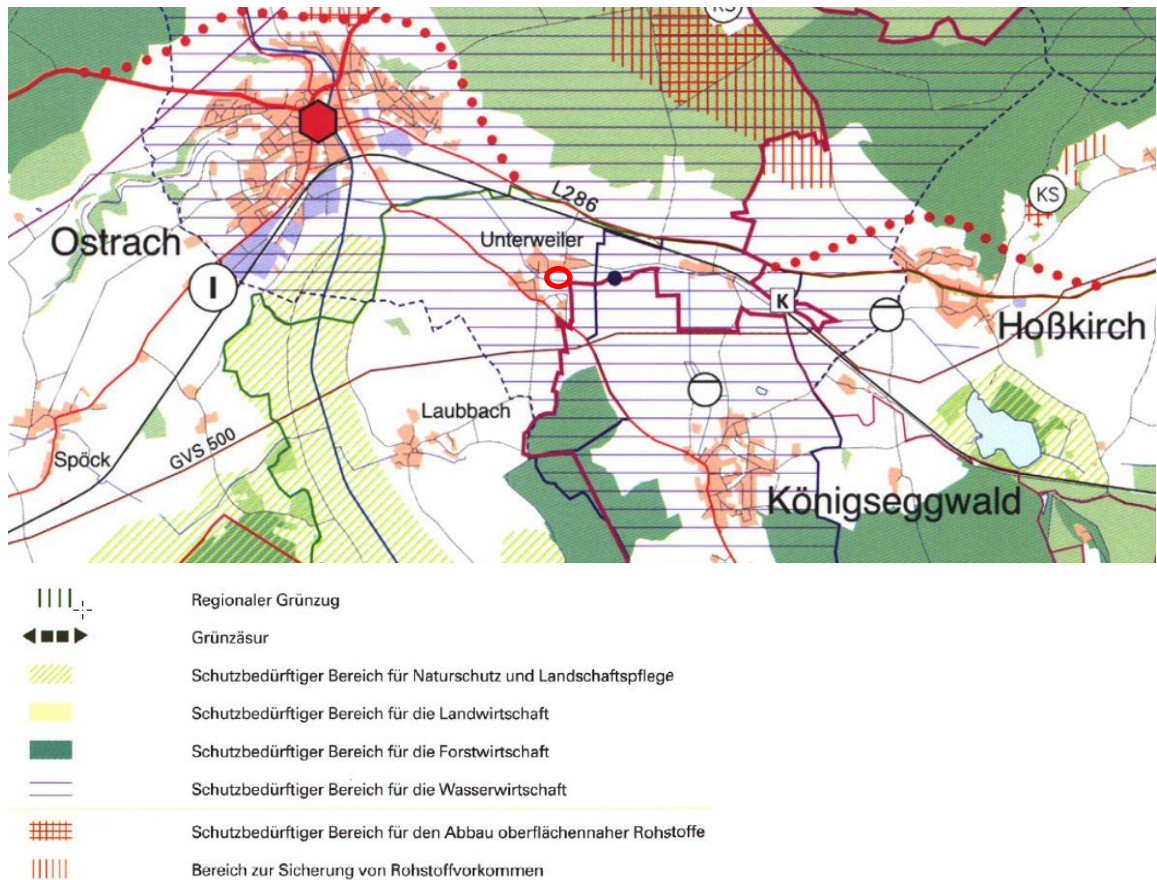 KS
L286
Unterweiler
KS
Ostrach
I
K
Hoßkirch
Laubbach
Spöck
GVS 500
Königseggwald
Regionaler Grünzug
Grünzäsur
Schutzbedürftiger Bereich für Naturschutz und Landschaftspflege
Schutzbedürftiger Bereich für die Landwirtschaft
Schutzbedürftiger Bereich für die Forstwirtschaft
Schutzbedürftiger Bereich für die Wasserwirtschaft
Schutzbedürftiger Bereich für den Abbau oberflächennaher Rohstoffe
Bereich zur Sicherung von Rohstoffvorkommen